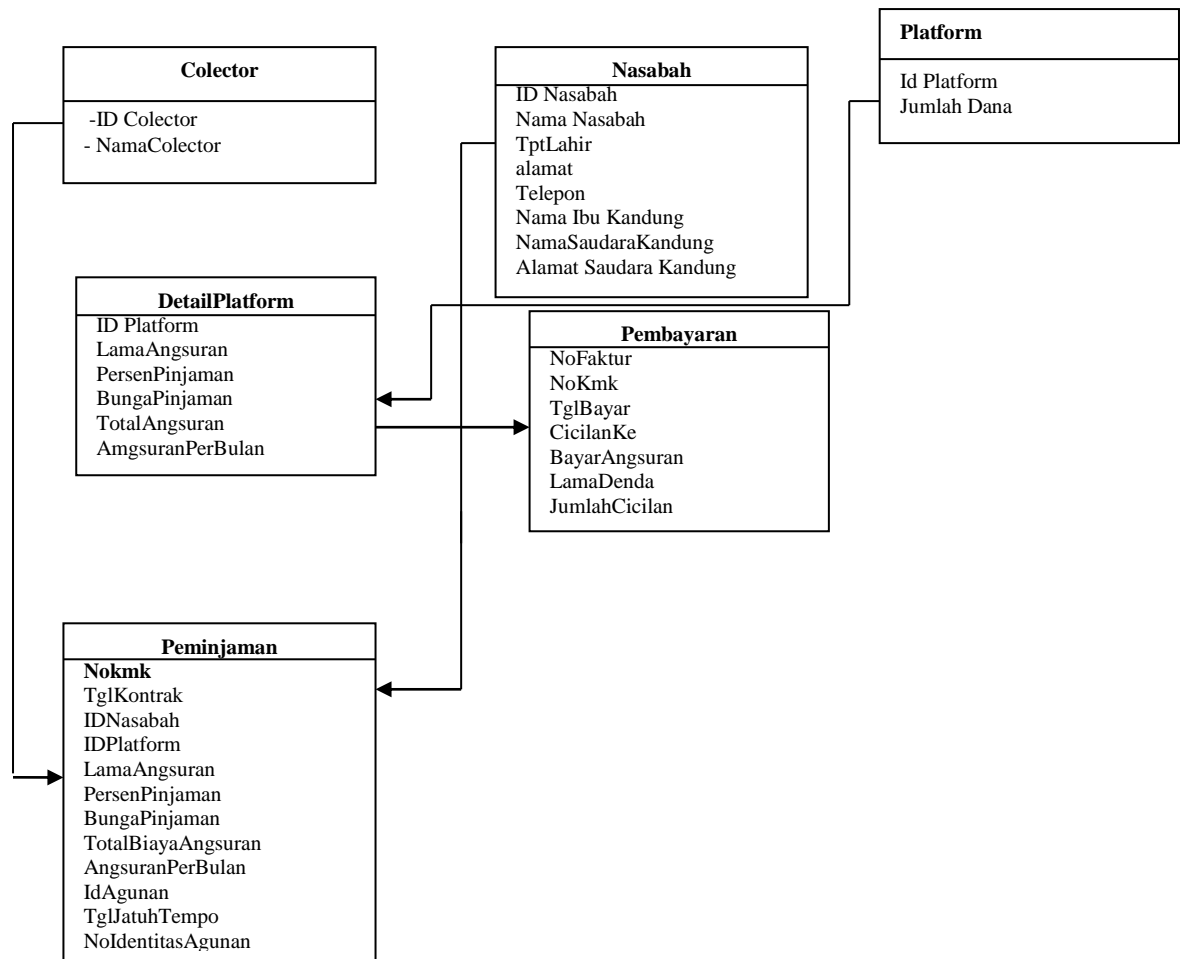 Colector
-ID Colector
- NamaColector
Nasabah
ID Nasabah
Nama Nasabah
TptLahir
alamat
Telepon
Nama Ibu Kandung
NamaSaudaraKandung
Alamat Saudara Kandung
Platform
Id Platform
Jumlah Dana
DetailPlatform
ID Platform
LamaAngsuran
PersenPinjaman
BungaPinjaman
TotalAngsuran
AmgsuranPerBulan
Pembayaran
NoFaktur
NoKmk
TglBayar
CicilanKe
BayarAngsuran
LamaDenda
JumlahCicilan
Peminjaman
Nokmk
TglKontrak
IDNasabah
IDPlatform
LamaAngsuran
PersenPinjaman
BungaPinjaman
TotalBiayaAngsuran
AngsuranPerBulan
IdAgunan
TglJatuhTempo
NoIdentitasAgunan